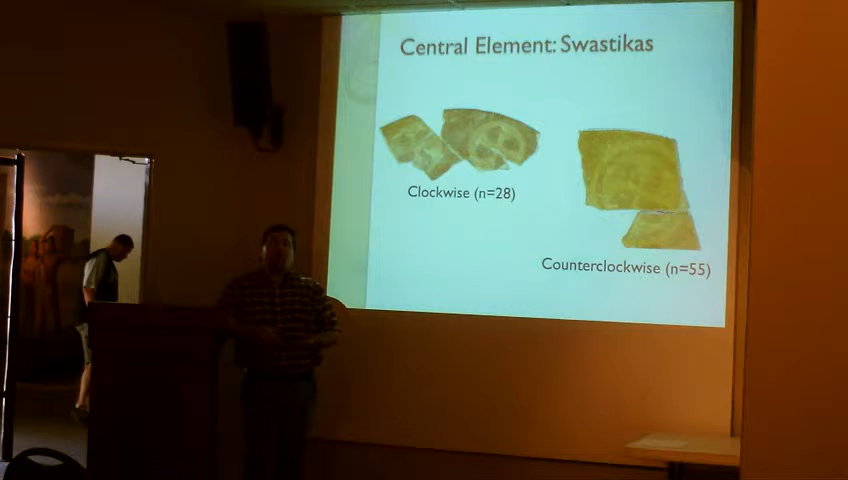 Central Element: Swastikas
Clockwise (n=28)
Counterclockwise (n=55)